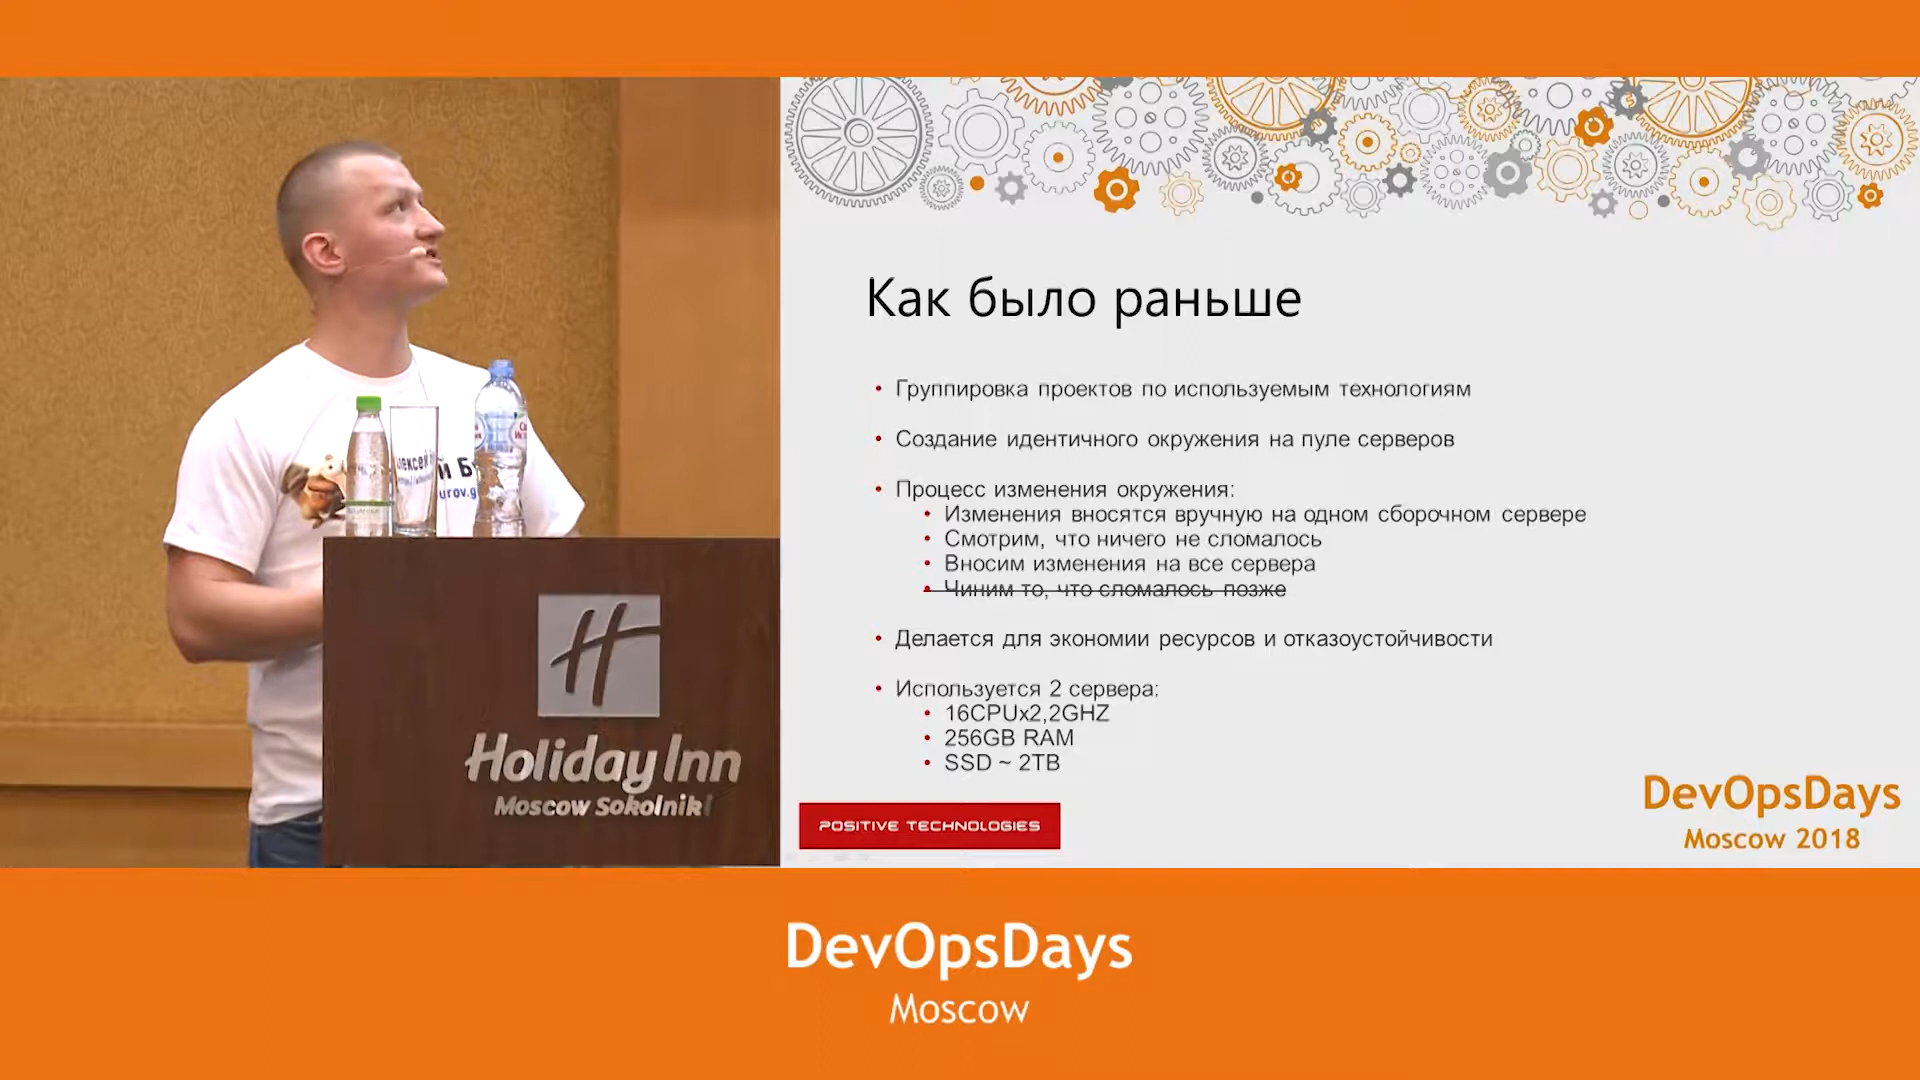 Как было раньше
• Группировка проектов по используемым технологиям
• Создание идентичного окружения на пуле серверов
• Процесс изменения окружения:
• Изменения вносятся вручную на одном сборочном сервере
• Смотрим, что ничего не сломалось
• Вносим изменения на все сервера
• Чиним то, что сломалось позже
• Делается для экономии ресурсов и отказоустойчивости
• Используется 2 сервера:
• 16CPUx2,2GHZ
• 256GB RAM
• SSD ~ 2TB
POSITIVE TECHNOLOGIES
DevOpsDays
Moscow 2018
H
Holiday Inn
Moscow Sokolniki
DevOpsDays
Moscow